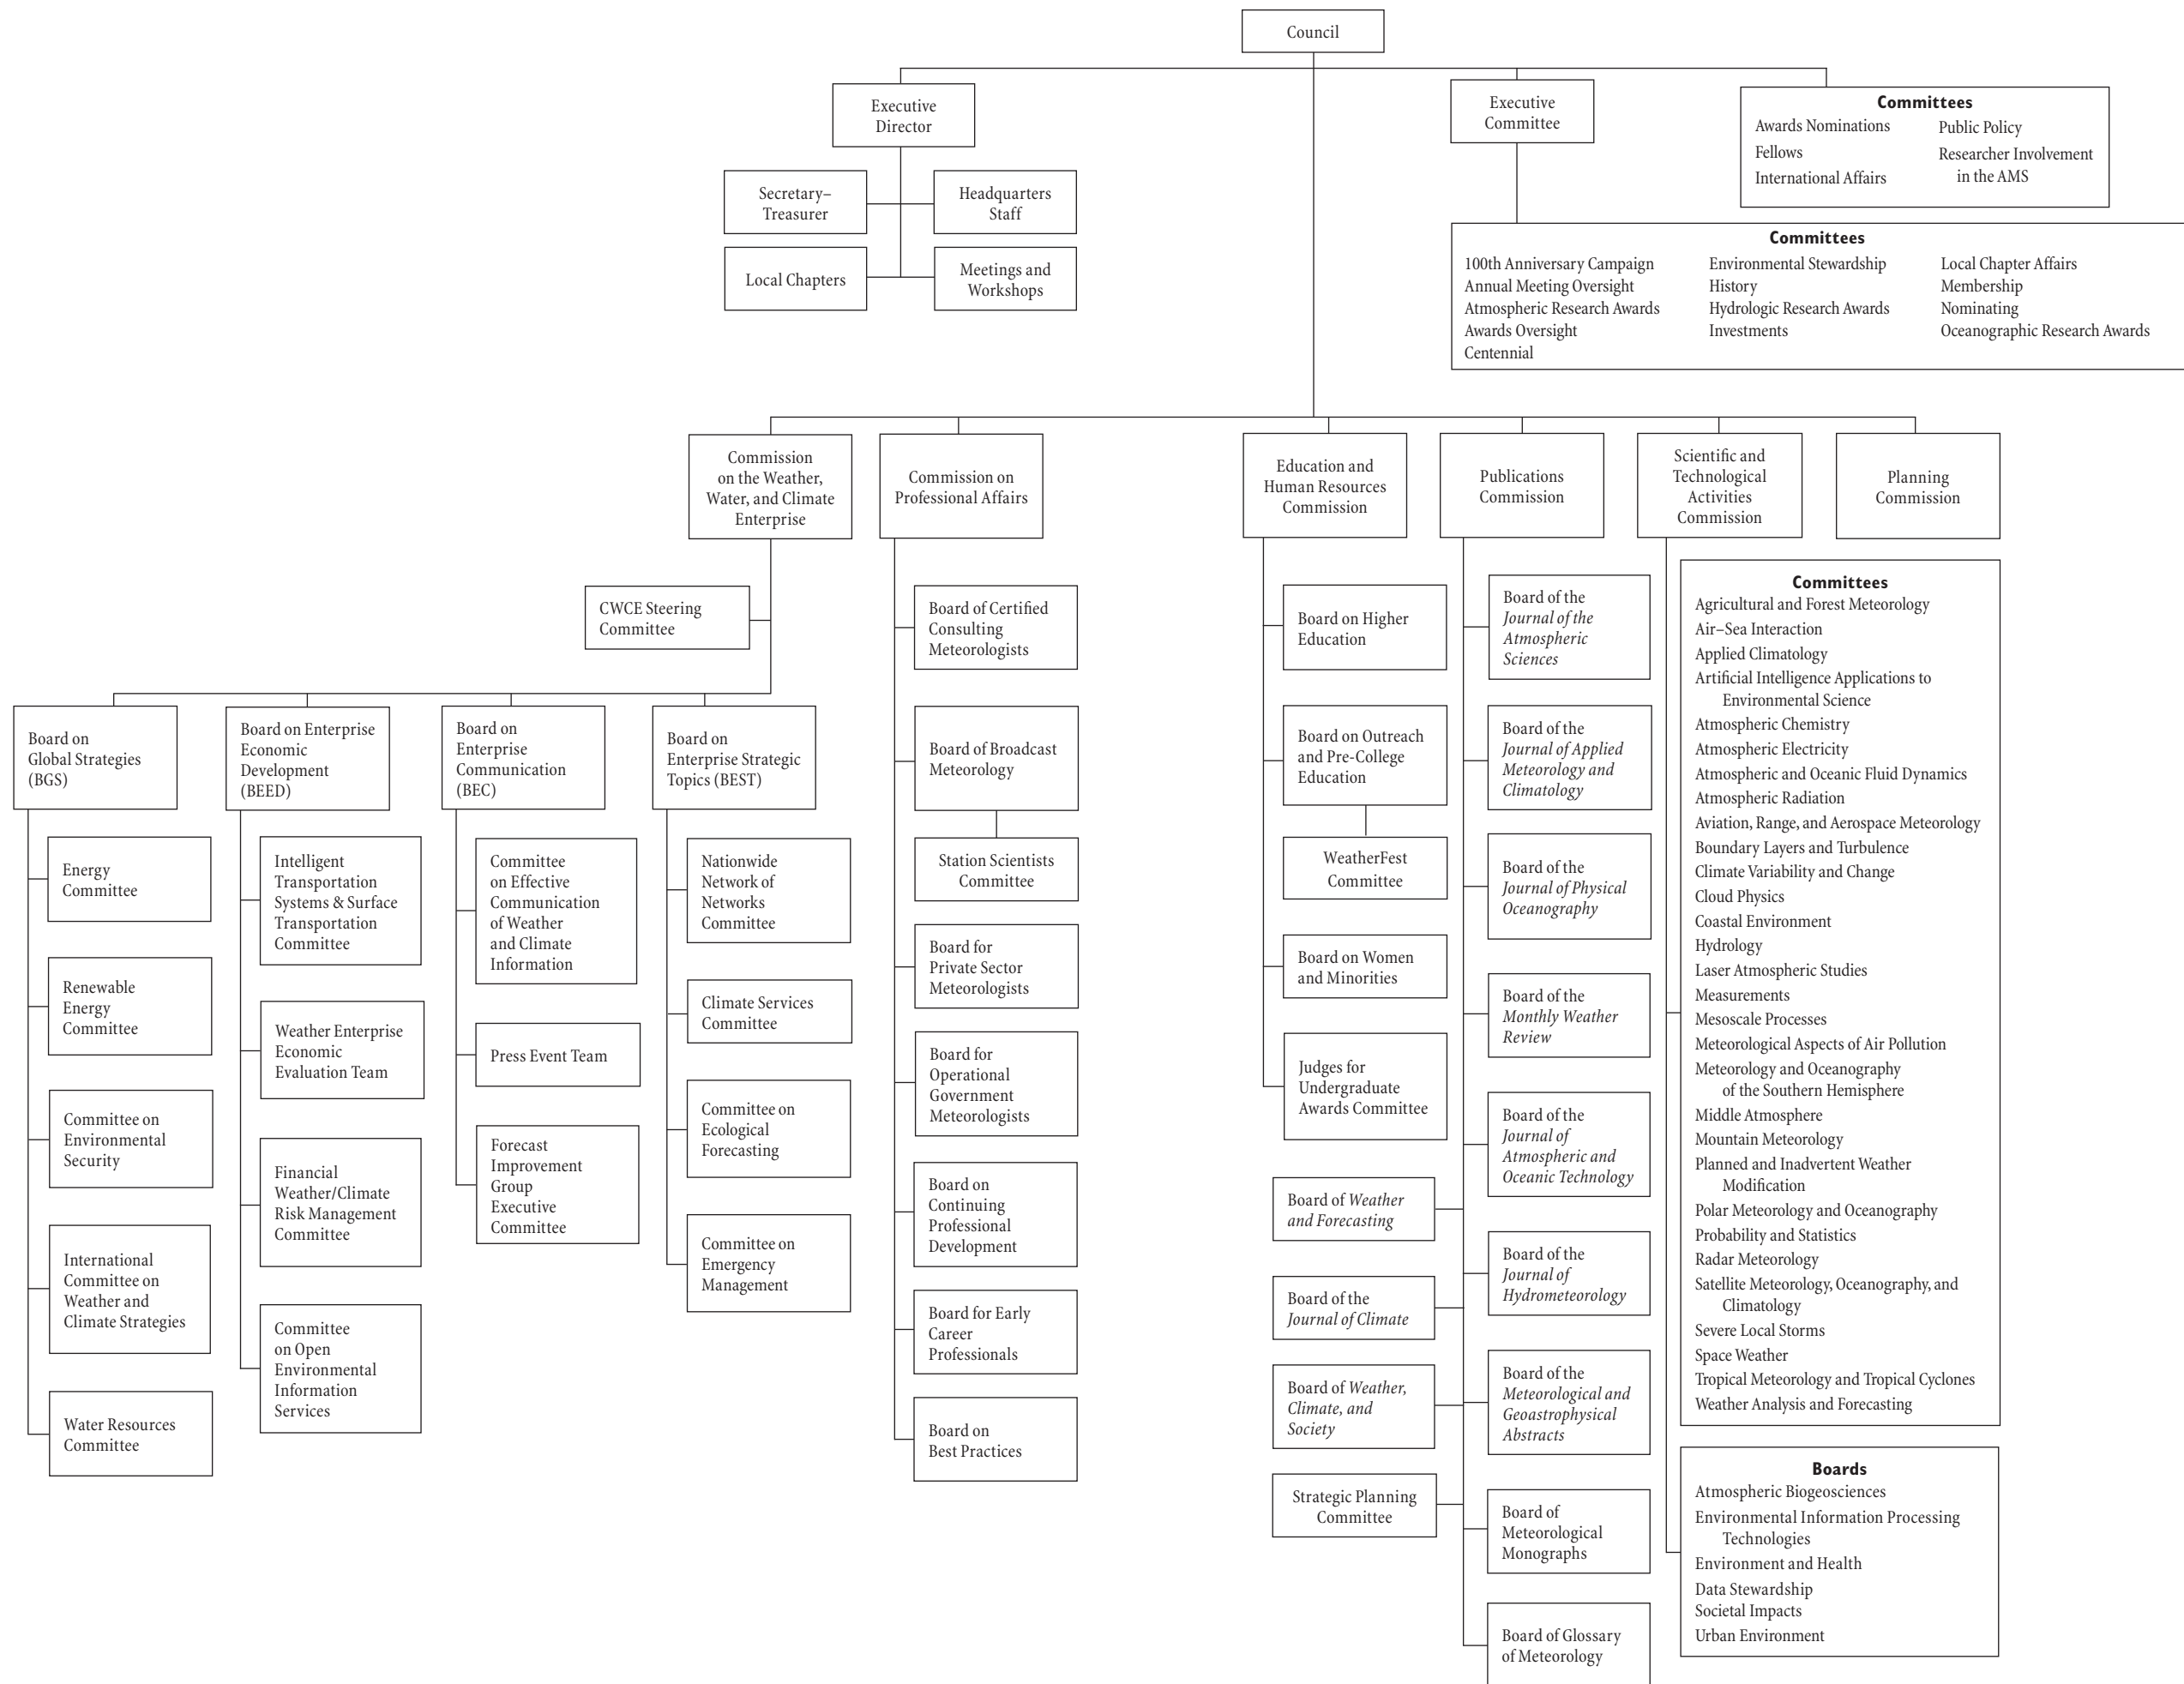 Council
Executive
Director
Executive
Committee
Committees
Awards Nominations
Fellows
International Affairs
Public Policy
Researcher Involvement
in the AMS
Secretary–
Treasurer
Headquarters
Staff
Local Chapters
Meetings and
Workshops
Committees
100th Anniversary Campaign
Annual Meeting Oversight
Atmospheric Research Awards
Awards Oversight
Centennial
Environmental Stewardship
History
Hydrologic Research Awards
Investments
Local Chapter Affairs
Membership
Nominating
Oceanographic Research Awards
Commission
on the Weather,
Water, and Climate
Enterprise
Commission on
Professional Affairs
Education and
Human Resources
Commission
Publications
Commission
Scientific and
Technological
Activities
Commission
Planning
Commission
CWCE Steering
Committee
Board on
Global Strategies
(BGS)
Board on Enterprise
Economic
Development
(BEED)
Board on
Enterprise
Communication
(BEC)
Board on
Enterprise Strategic
Topics (BEST)
Energy
Committee
Renewable
Energy
Committee
Committee on
Environmental
Security
International
Committee on
Weather and
Climate Strategies
Water Resources
Committee
Intelligent
Transportation
Systems & Surface
Transportation
Committee
Weather Enterprise
Economic
Evaluation Team
Financial
Weather/Climate
Risk Management
Committee
Committee
on Open
Environmental
Information
Services
Committee
on Effective
Communication
of Weather
and Climate
Information
Press Event Team
Forecast
Improvement
Group
Executive
Committee
Nationwide
Network of
Networks
Committee
Climate Services
Committee
Committee on
Ecological
Forecasting
Committee on
Emergency
Management
Board of Certified
Consulting
Meteorologists
Board of Broadcast
Meteorology
Station Scientists
Committee
Board for
Private Sector
Meteorologists
Board for
Operational
Government
Meteorologists
Board on
Continuing
Professional
Development
Board for Early
Career
Professionals
Board on
Best Practices
Board on Higher
Education
Board on Outreach
and Pre-College
Education
WeatherFest
Committee
Board on Women
and Minorities
Judges for
Undergraduate
Awards Committee
Board of Weather
and Forecasting
Board of the
Journal of Climate
Board of Weather,
Climate, and
Society
Strategic Planning
Committee
Board of the
Journal of the
Atmospheric
Sciences
Board of the
Journal of Applied
Meteorology and
Climatology
Board of the
Journal of Physical
Oceanography
Board of the
Monthly Weather
Review
Board of the
Journal of
Atmospheric and
Oceanic Technology
Board of the
Journal of
Hydrometeorology
Board of the
Meteorological and
Geoastrophysical
Abstracts
Board of
Meteorological
Monographs
Board of Glossary
of Meteorology
Committees
Agricultural and Forest Meteorology
Air–Sea Interaction
Applied Climatology
Artificial Intelligence Applications to
Environmental Science
Atmospheric Chemistry
Atmospheric Electricity
Atmospheric and Oceanic Fluid Dynamics
Atmospheric Radiation
Aviation, Range, and Aerospace Meteorology
Boundary Layers and Turbulence
Climate Variability and Change
Cloud Physics
Coastal Environment
Hydrology
Laser Atmospheric Studies
Measurements
Mesoscale Processes
Meteorological Aspects of Air Pollution
Meteorology and Oceanography
of the Southern Hemisphere
Middle Atmosphere
Mountain Meteorology
Planned and Inadvertent Weather
Modification
Polar Meteorology and Oceanography
Probability and Statistics
Radar Meteorology
Satellite Meteorology, Oceanography, and
Climatology
Severe Local Storms
Space Weather
Tropical Meteorology and Tropical Cyclones
Weather Analysis and Forecasting
Boards
Atmospheric Biogeosciences
Environmental Information Processing
Technologies
Environment and Health
Data Stewardship
Societal Impacts
Urban Environment